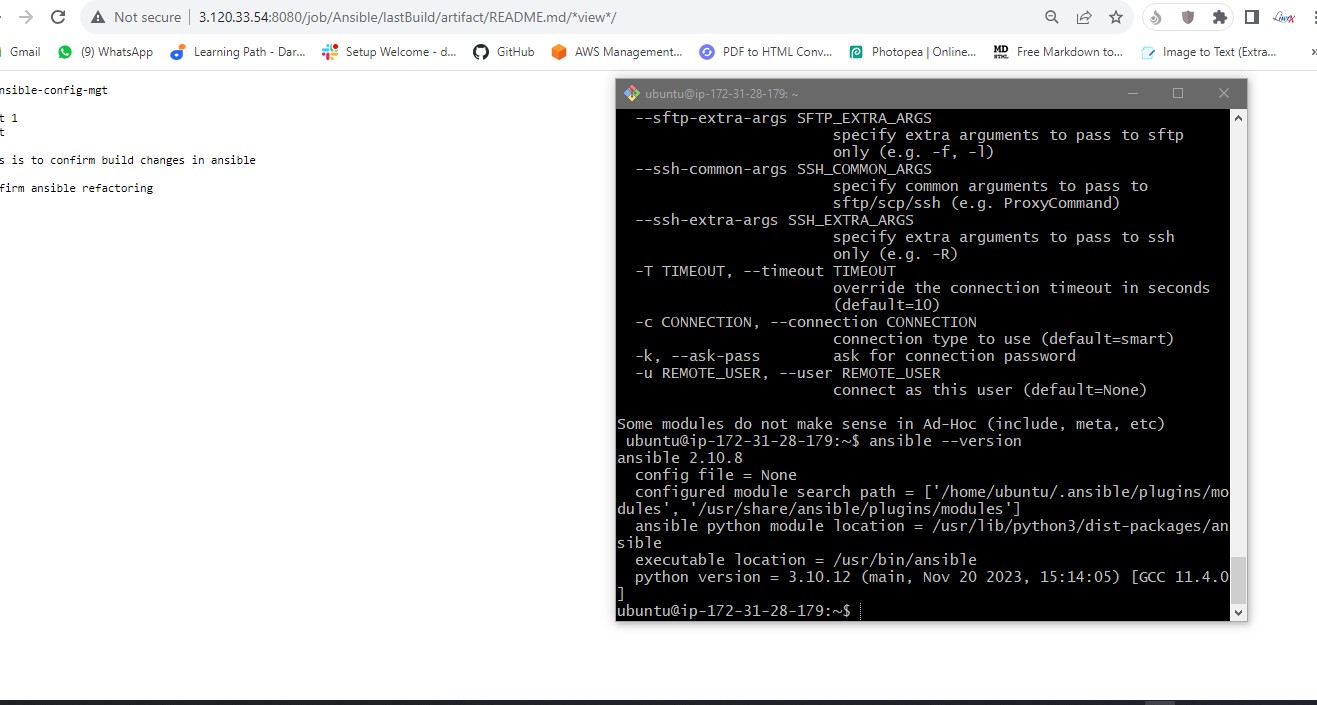 Not secure 3.120.33.54:8080/job/Ansible/lastBuild/artifact/README.md/*view*/
Gmail (9) WhatsApp Learning Path - Dar... Setup Welcome - d... GitHub AWS Management... PDF to HTML Conv... Photopea | Online... MD Free Markdown to... Image to Text (Extra...
nsible-config-mgt
t 1
t
s is to confirm build changes in ansible
firm ansible refactoring
ubuntu@ip-172-31-28-179: ~
--sftp-extra-args SFTP_EXTRA_ARGS
specify extra arguments to pass to sftp
only (e.g. -f, -l)
--ssh-common-args SSH_COMMON_ARGS
specify common arguments to pass to
sftp/scp/ssh (e.g. ProxyCommand)
--ssh-extra-args SSH_EXTRA_ARGS
specify extra arguments to pass to ssh
only (e.g. -R)
-T TIMEOUT, --timeout TIMEOUT
override the connection timeout in seconds
(default=10)
-c CONNECTION, --connection CONNECTION
connection type to use (default=smart)
-k, --ask-pass ask for connection password
-u REMOTE_USER, --user REMOTE_USER
connect as this user (default=None)
Some modules do not make sense in Ad-Hoc (include, meta, etc)
ubuntu@ip-172-31-28-179:~$ ansible --version
ansible 2.10.8
config file = None
configured module search path = ['/home/ubuntu/.ansible/plugins/mo
dules', '/usr/share/ansible/plugins/modules']
ansible python module location = /usr/lib/python3/dist-packages/an
sible
executable location = /usr/bin/ansible
python version = 3.10.12 (main, Nov 20 2023, 15:14:05) [GCC 11.4.0
]
ubuntu@ip-172-31-28-179:~$